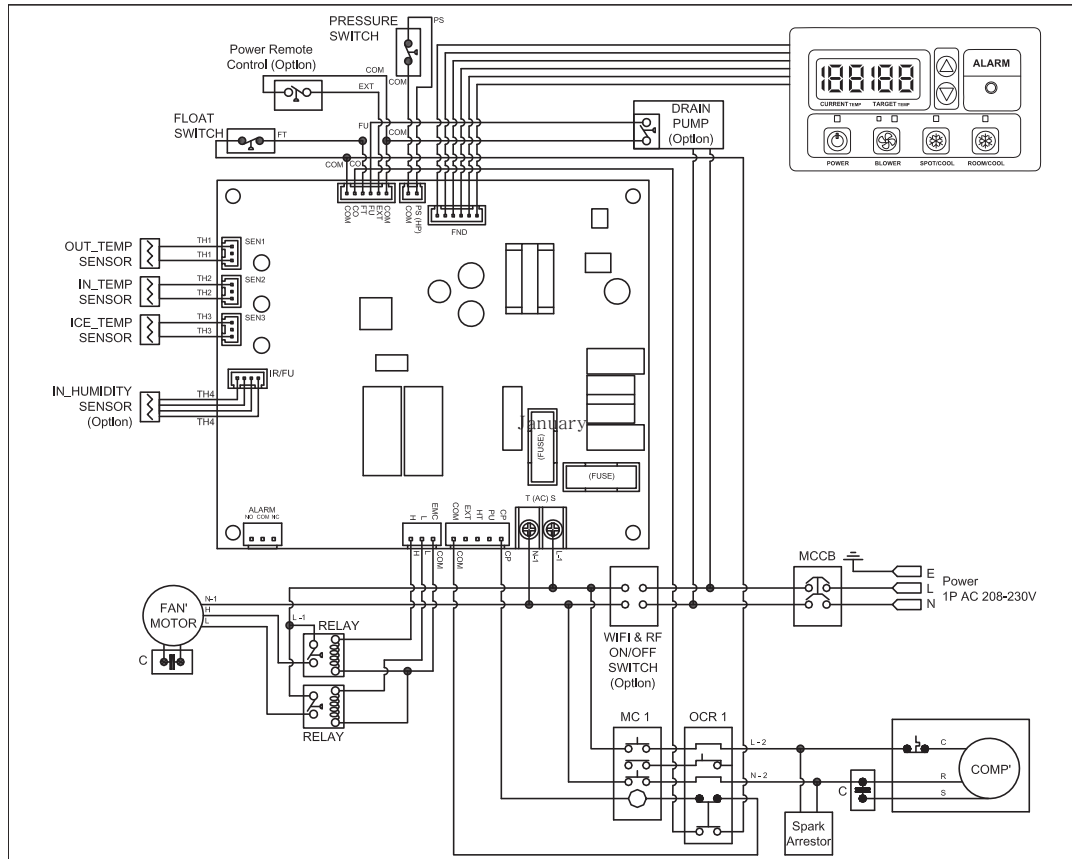 PRESSURE
SWITCH
PS
COM
Power Remote
Control (Option)
COM
EXT
FLOAT
SWITCH
FT
FU
COM
COM
CO
DRAIN
PUMP
(Option)
188188
CURRENT TEMP
TARGET TEMP
ALARM
POWER
BLOWER
SPOT/COOL
ROOM/COOL
COM
CO
FT
FU
EXT
COM
COM
PS (HP)
FND
OUT_TEMP
SENSOR
TH1
TH1
SEN1
IN_TEMP
SENSOR
TH2
TH2
SEN2
ICE_TEMP
SENSOR
TH3
TH3
SEN3
IN_HUMIDITY
SENSOR
(Option)
TH4
TH4
IR/FU
January
(FUSE)
(FUSE)
ALARM
NO COM NC
H
L
EMC
COM
EXT
HT
PU
CP
T (AC) S
H
L
COM
COM
CP
N-1
L-1
MCCB
E
L
N
Power
1P AC 208-230V
FAN'
MOTOR
N-1
H
L
C
L-1
RELAY
RELAY
WIFI & RF
ON/OFF
SWITCH
(Option)
MC 1
OCR 1
L-2
N-2
C
Spark
Arrestor
C
R
S
COMP'